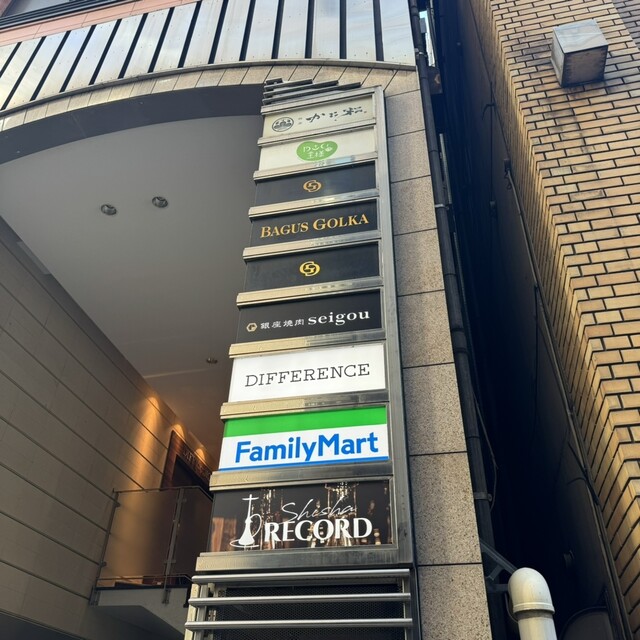 BAGUS GOLKA
銀座焼肉 seigou
DIFFERENCE
FamilyMart
Shisha
RECORD